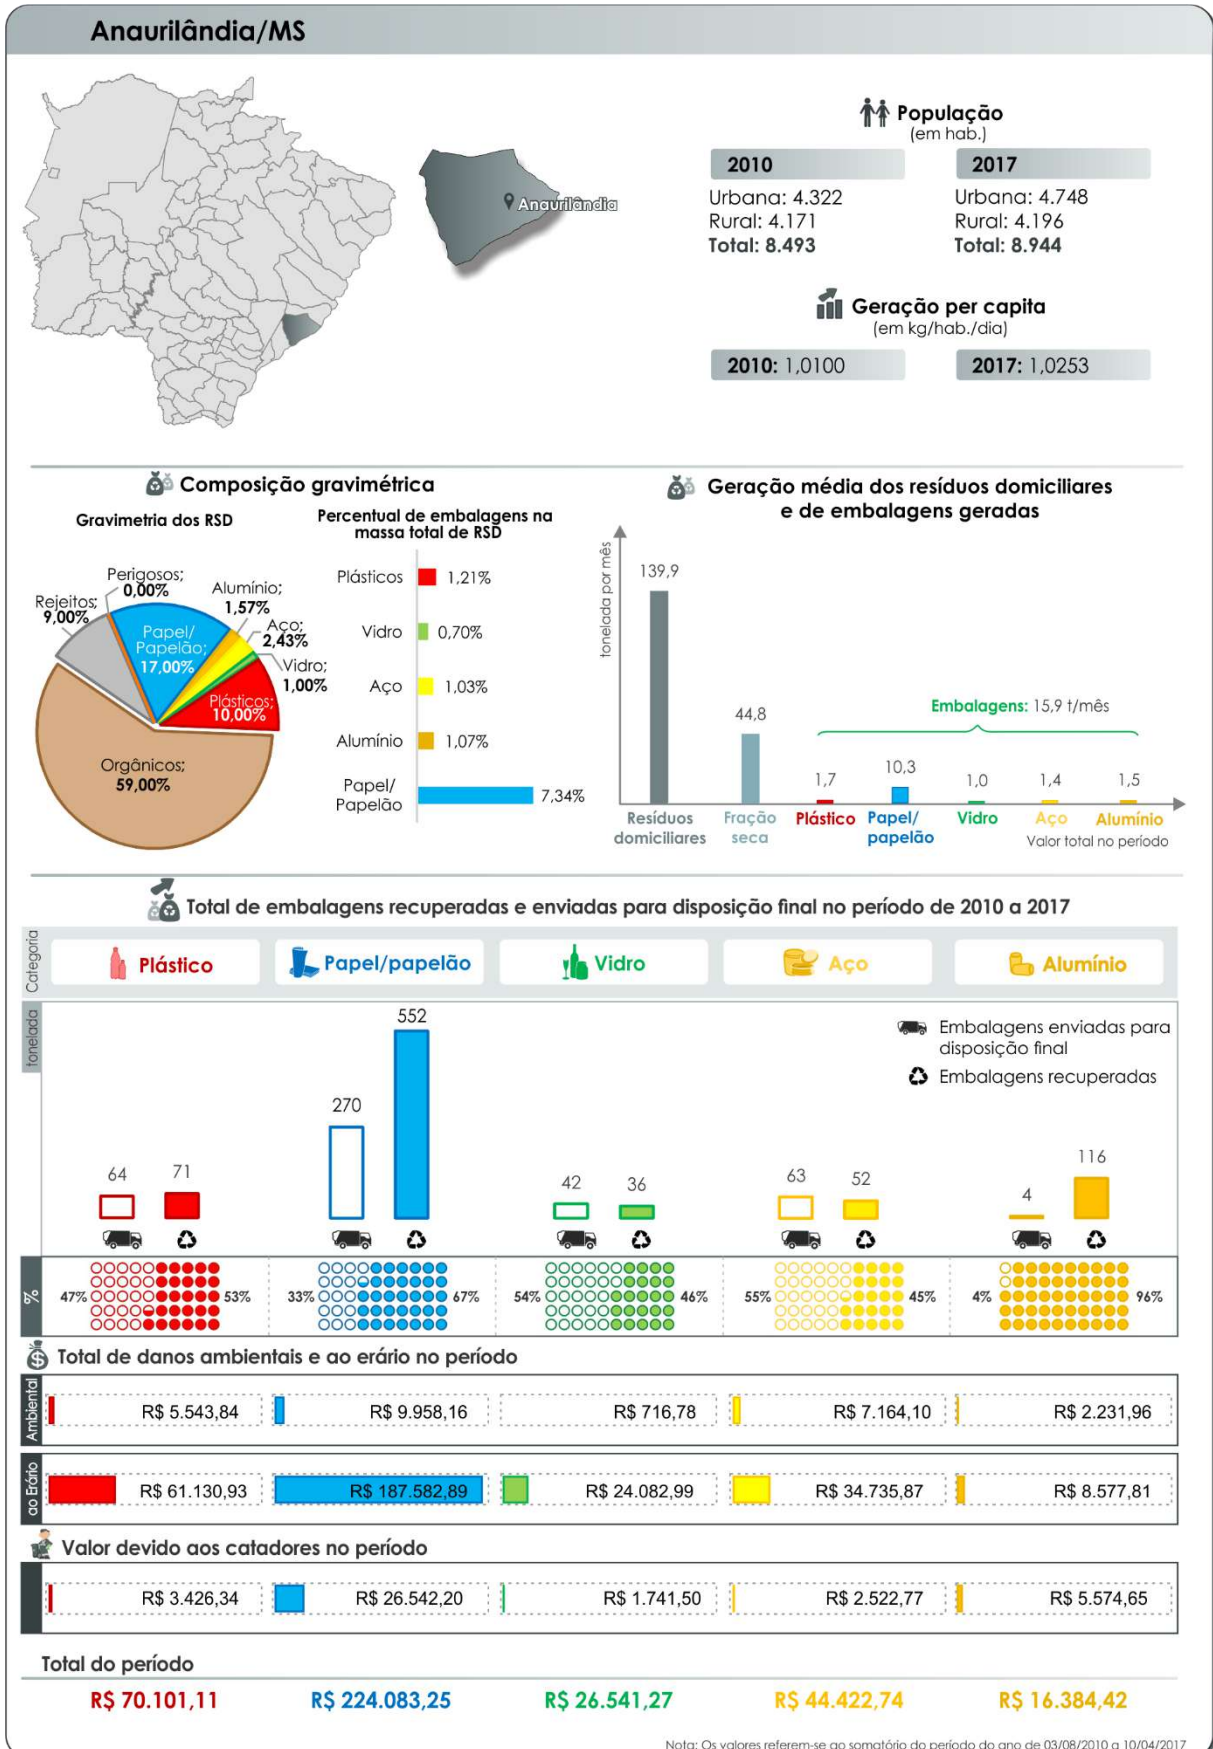 Anaurilândia/MS
Anaurilândia
População
(em hab.)
2010
2017
Urbana: 4.322
Rural: 4.171
Total: 8.493
Urbana: 4.748
Rural: 4.196
Total: 8.944
Geração per capita
(em kg/hab./dia)
2010: 1,0100
2017: 1,0253
Composição gravimétrica
Gravimetria dos RSD
Perigosos;
0,00%
Rejeitos;
9,00%
Papel/
Papelão;
17,00%
Alumínio;
1,57%
Aço;
2,43%
Vidro;
1,00%
Plásticos;
10,00%
Orgânicos;
59,00%
Percentual de embalagens na
massa total de RSD
Plásticos 1,21%
Vidro 0,70%
Aço 1,03%
Alumínio 1,07%
Papel/
Papelão 7,34%
Geração média dos resíduos domiciliares
e de embalagens geradas
tonelada por mês
139,9
44,8
Embalagens: 15,9 t/mês
1,7
10,3
1,0
1,4
1,5
Resíduos
domiciliares
Fração
seca
Plástico
Papel/
papelão
Vidro
Aço
Alumínio
Valor total no período
Total de embalagens recuperadas e enviadas para disposição final no período de 2010 a 2017
Categoria
Plástico
Papel/papelão
Vidro
Aço
Alumínio
tonelada
Embalagens enviadas para
disposição final
Embalagens recuperadas
64 71
270 552
42 36
63 52
4 116
%
47% 53%
33% 67%
54% 46%
55% 45%
4% 96%
Total de danos ambientais e ao erário no período
Ambiental
R$ 5.543,84
R$ 9.958,16
R$ 716,78
R$ 7.164,10
R$ 2.231,96
ao Erário
R$ 61.130,93
R$ 187.582,89
R$ 24.082,99
R$ 34.735,87
R$ 8.577,81
Valor devido aos catadores no período
R$ 3.426,34
R$ 26.542,20
R$ 1.741,50
R$ 2.522,77
R$ 5.574,65
Total do período
R$ 70.101,11
R$ 224.083,25
R$ 26.541,27
R$ 44.422,74
R$ 16.384,42
Nota: Os valores referem-se ao somatório do período do ano de 03/08/2010 a 10/04/2017